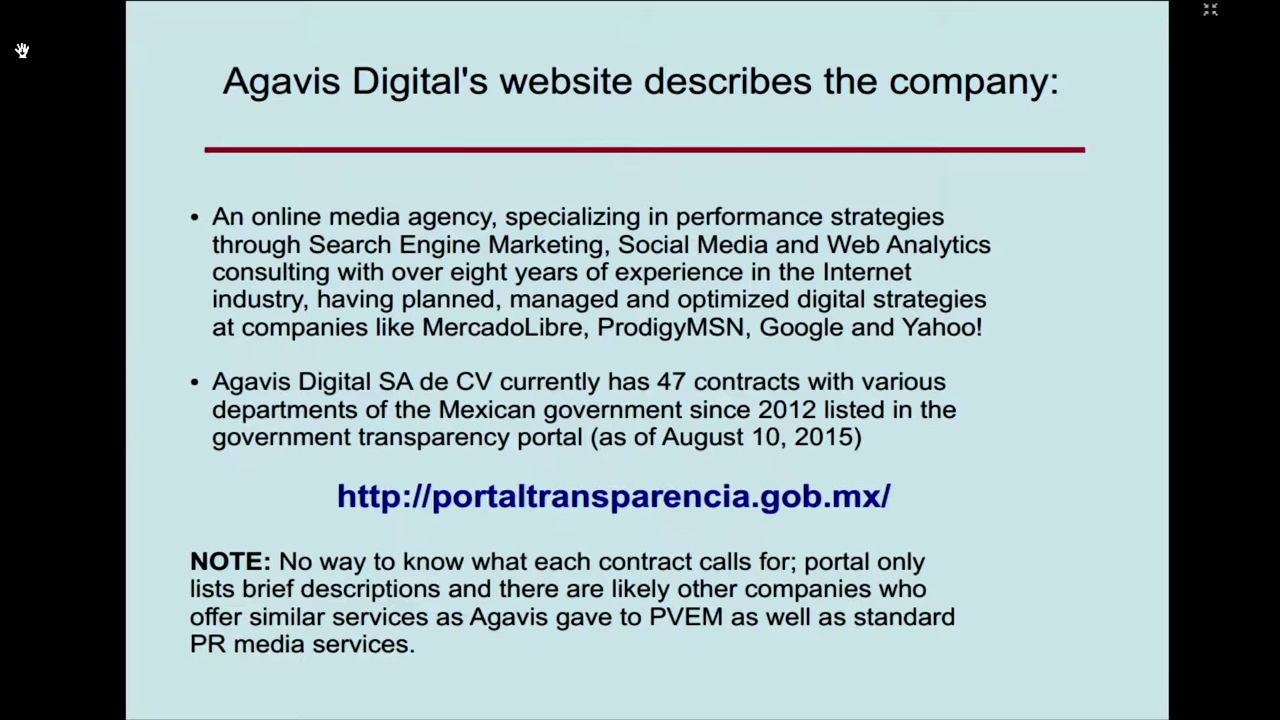 Agavis Digital's website describes the company:
• An online media agency, specializing in performance strategies
through Search Engine Marketing, Social Media and Web Analytics
consulting with over eight years of experience in the Internet
industry, having planned, managed and optimized digital strategies
at companies like MercadoLibre, ProdigyMSN, Google and Yahoo!
• Agavis Digital SA de CV currently has 47 contracts with various
departments of the Mexican government since 2012 listed in the
government transparency portal (as of August 10, 2015)
http://portaltransparencia.gob.mx/
NOTE: No way to know what each contract calls for; portal only
lists brief descriptions and there are likely other companies who
offer similar services as Agavis gave to PVEM as well as standard
PR media services.